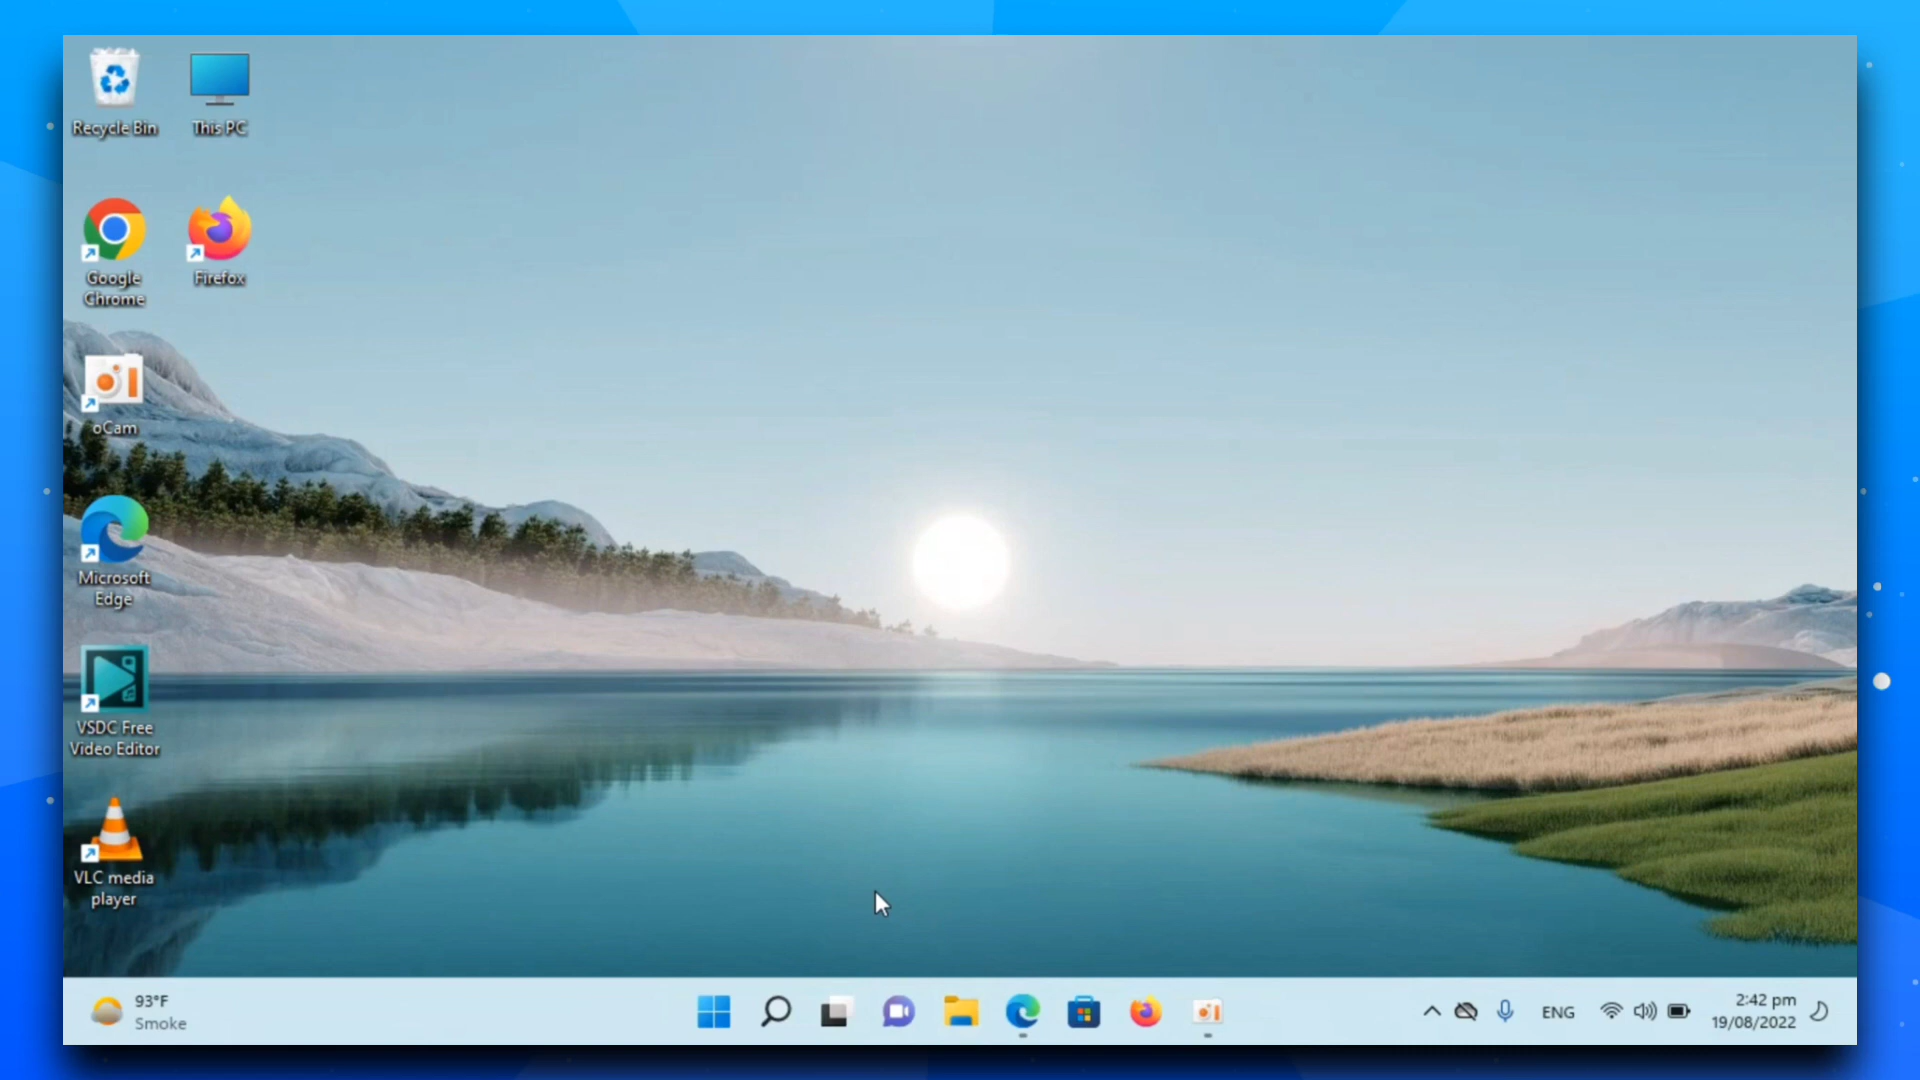 Recycle Bin
This PC
Google
Chrome
Firefox
oCam
Microsoft
Edge
VSDC Free
Video Editor
VLC media
player
93°F
Smoke
ENG
2:42 pm
19/08/2022